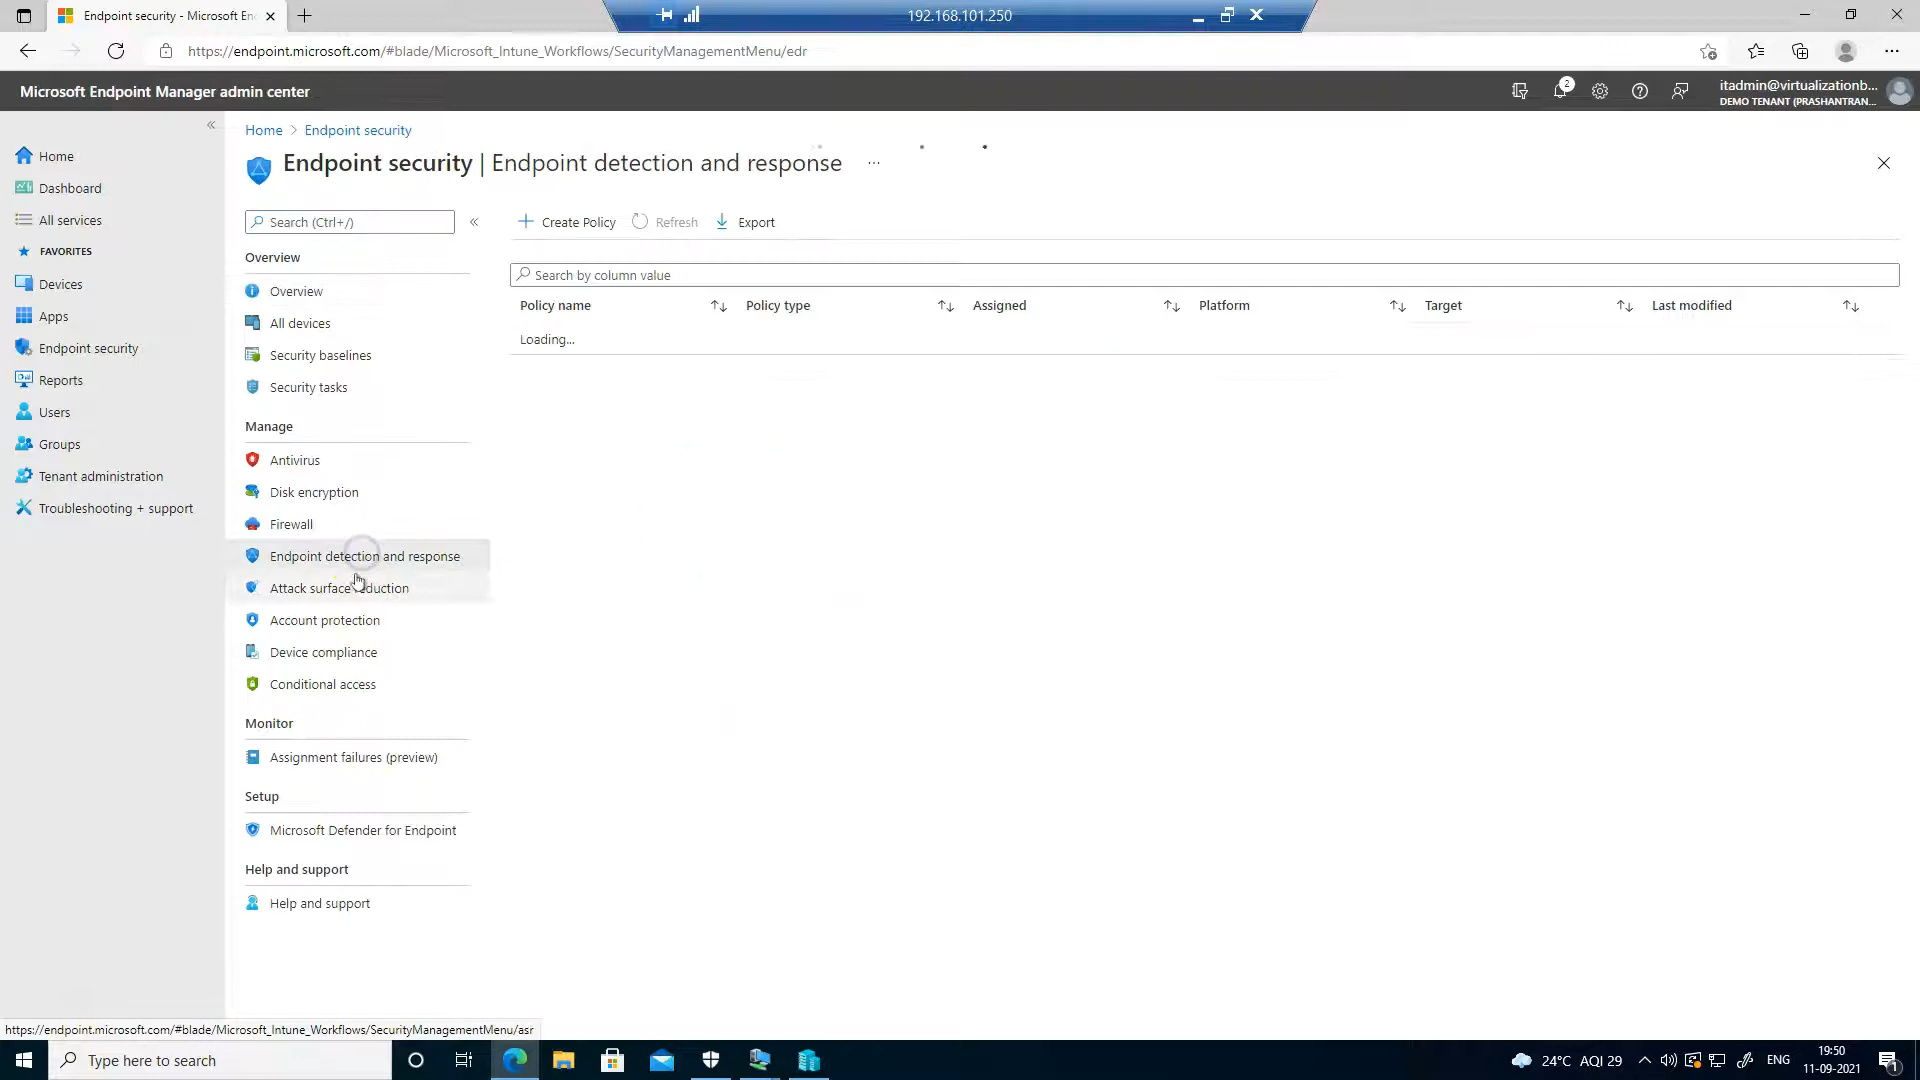 Endpoint security - Microsoft En
192.168.101.250
https://endpoint.microsoft.com/#blade/Microsoft_Intune_Workflows/SecurityManagementMenu/edr
Microsoft Endpoint Manager admin center
2
itadmin@virtualizationb...
DEMO TENANT (PRASHANTRAN...
Home
Dashboard
All services
FAVORITES
Devices
Apps
Endpoint security
Reports
Users
Groups
Tenant administration
Troubleshooting + support
Home > Endpoint security
Endpoint security | Endpoint detection and response ...
Search (Ctrl+/)
Overview
Overview
All devices
Security baselines
Security tasks
Manage
Antivirus
Disk encryption
Firewall
Endpoint detection and response
Attack surface reduction
Account protection
Device compliance
Conditional access
Monitor
Assignment failures (preview)
Setup
Microsoft Defender for Endpoint
Help and support
Help and support
Create Policy Refresh Export
Search by column value
Policy name Policy type Assigned Platform Target Last modified
Loading...
https://endpoint.microsoft.com/#blade/Microsoft_Intune_Workflows/SecurityManagementMenu/asr
Type here to search
24°C AQI 29
ENG
19:50
11-09-2021
1